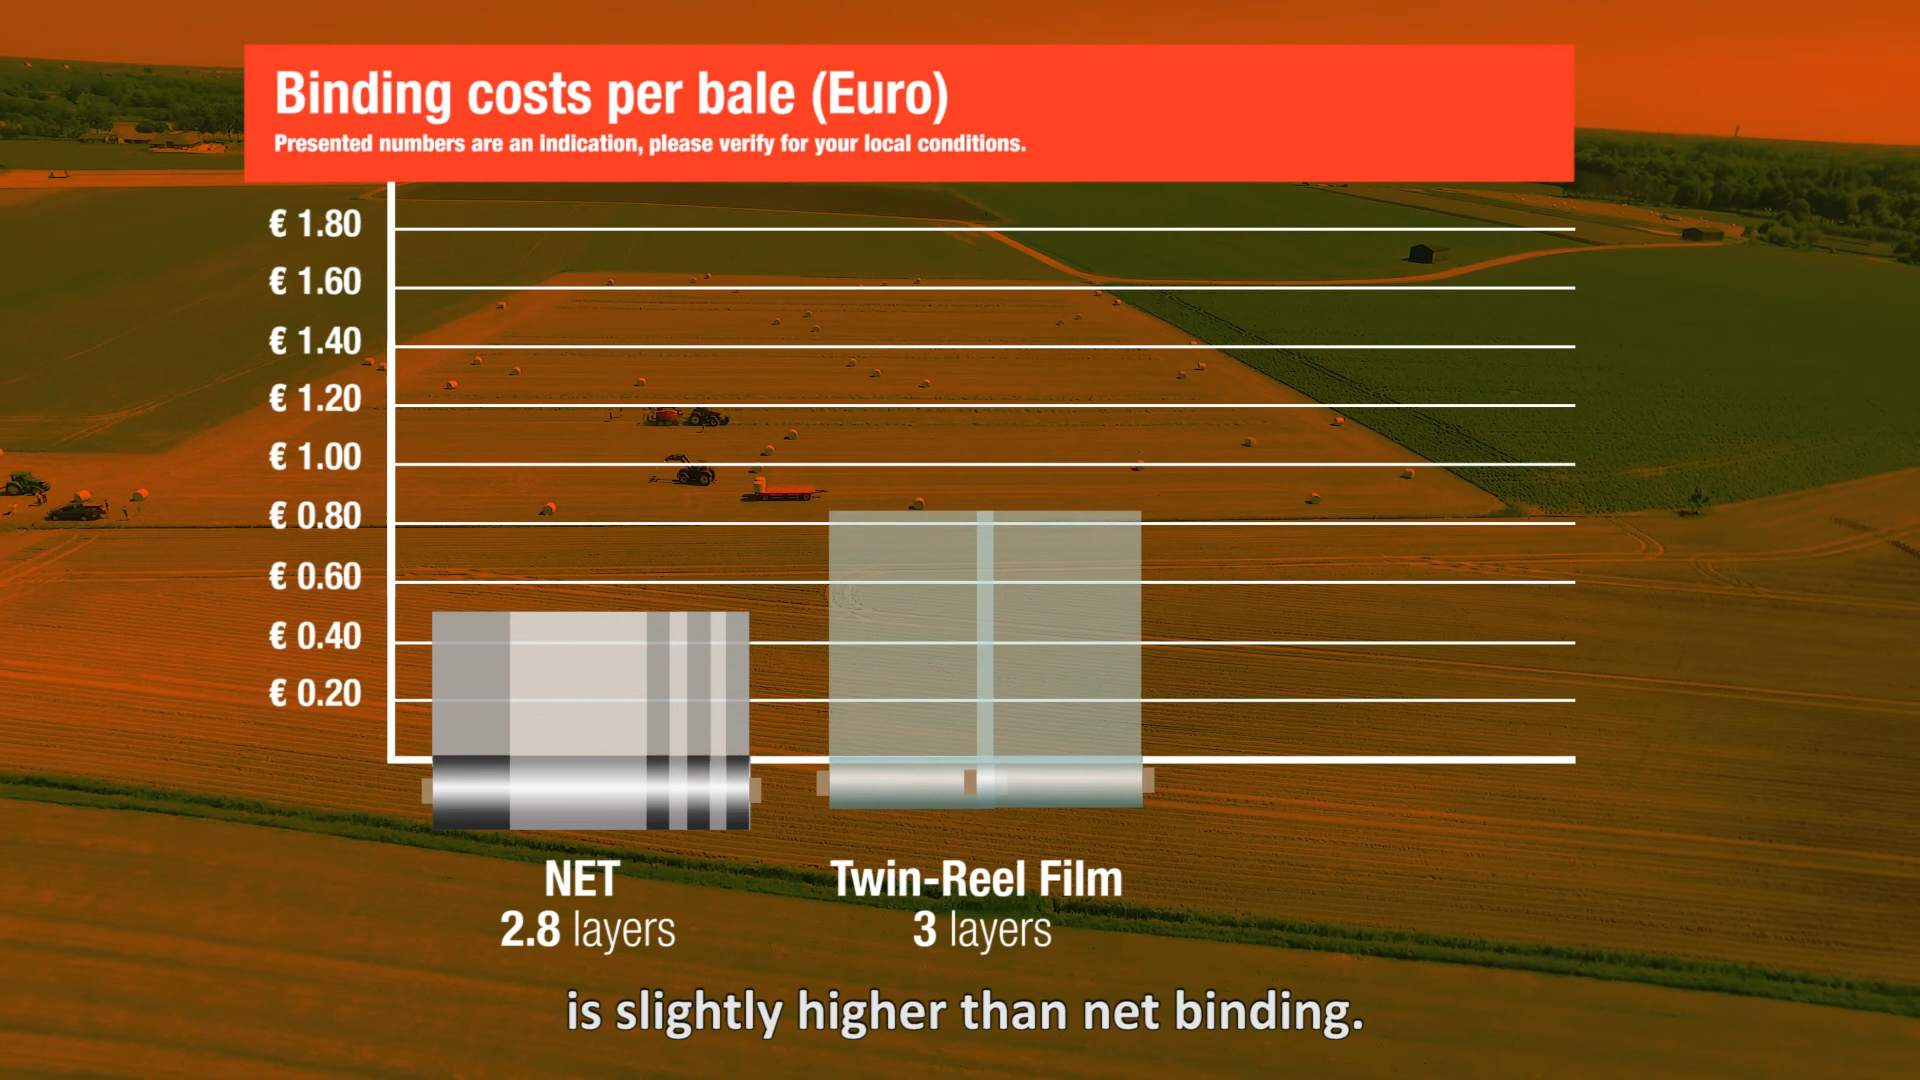 Binding costs per bale (Euro)
Presented numbers are an indication, please verify for your local conditions.
€ 1.80
€ 1.60
€ 1.40
€ 1.20
€ 1.00
€ 0.80
€ 0.60
€ 0.40
€ 0.20
NET
2.8 layers
Twin-Reel Film
3 layers
is slightly higher than net binding.